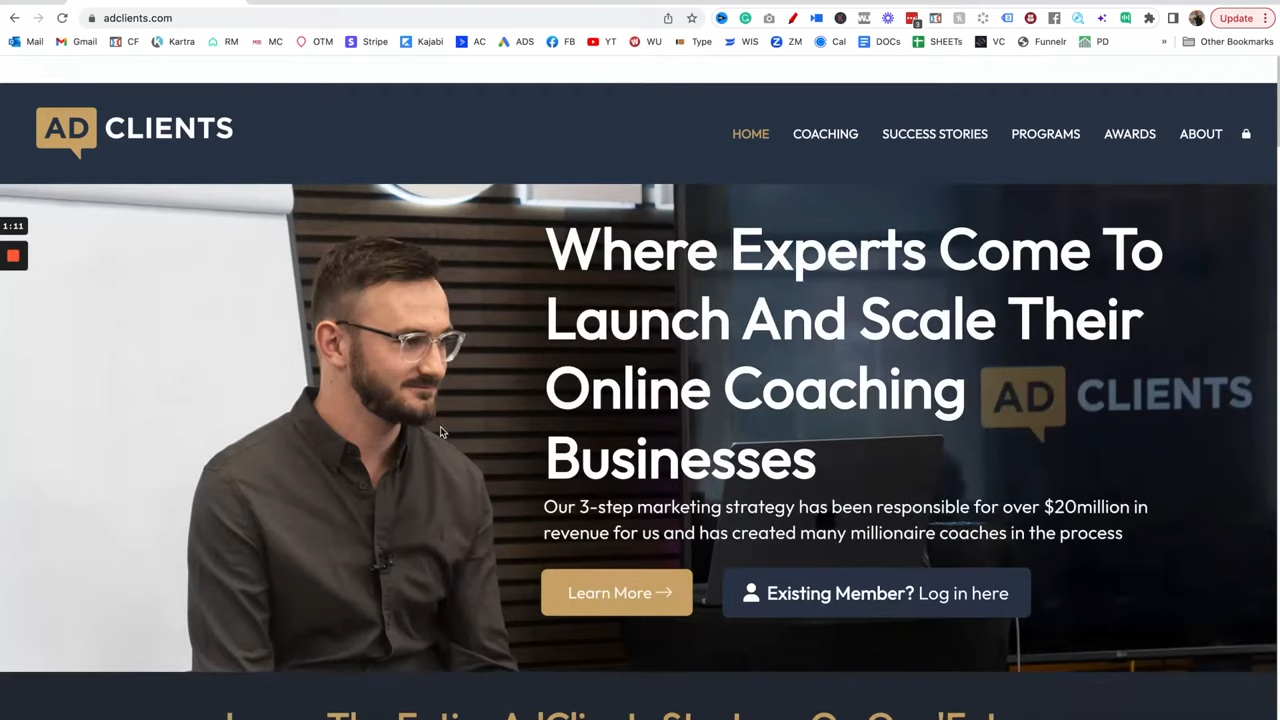 adclients.com
Update
Mail Gmail CF Kartra RM MC OTM Stripe Kajabi AC ADS FB YT WU Type WIS ZM Cal DOCs SHEETs VC Funnelr PD » Other Bookmarks
AD CLIENTS
HOME COACHING SUCCESS STORIES PROGRAMS AWARDS ABOUT
1:11
Where Experts Come To
Launch And Scale Their
Online Coaching
Businesses
AD CLIENTS
Our 3-step marketing strategy has been responsible for over $20million in
revenue for us and has created many millionaire coaches in the process
Learn More →
Existing Member? Log in here